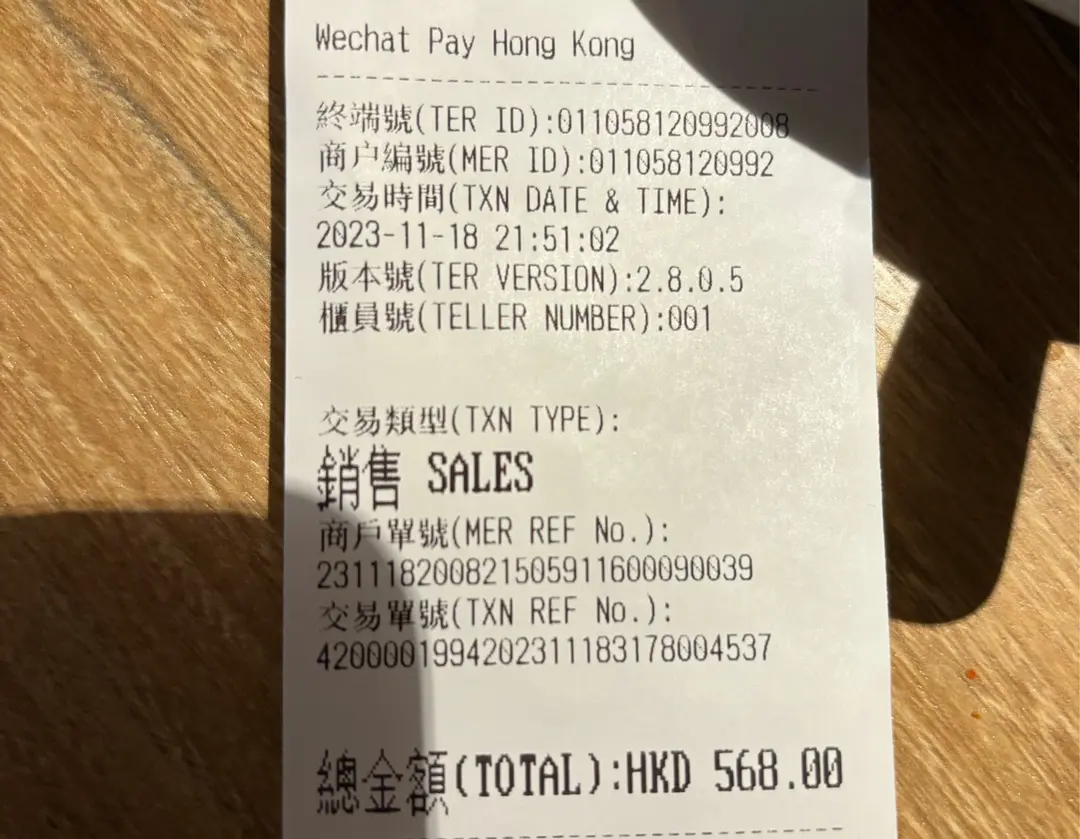 Wechat Pay Hong Kong
終端號(TER ID):011058120992008
商户編號(MER ID):011058120992
交易時間(TXN DATE & TIME):
2023-11-18 21:51:02
版本號(TER VERSION):2.8.0.5
櫃員號(TELLER NUMBER):001
交易類型(TXN TYPE):
銷售 SALES
商戶單號(MER REF No.):
231118200821505911600090039
交易單號(TXN REF No.):
4200001994202311183178004537
總金額(TOTAL):HKD 568.00